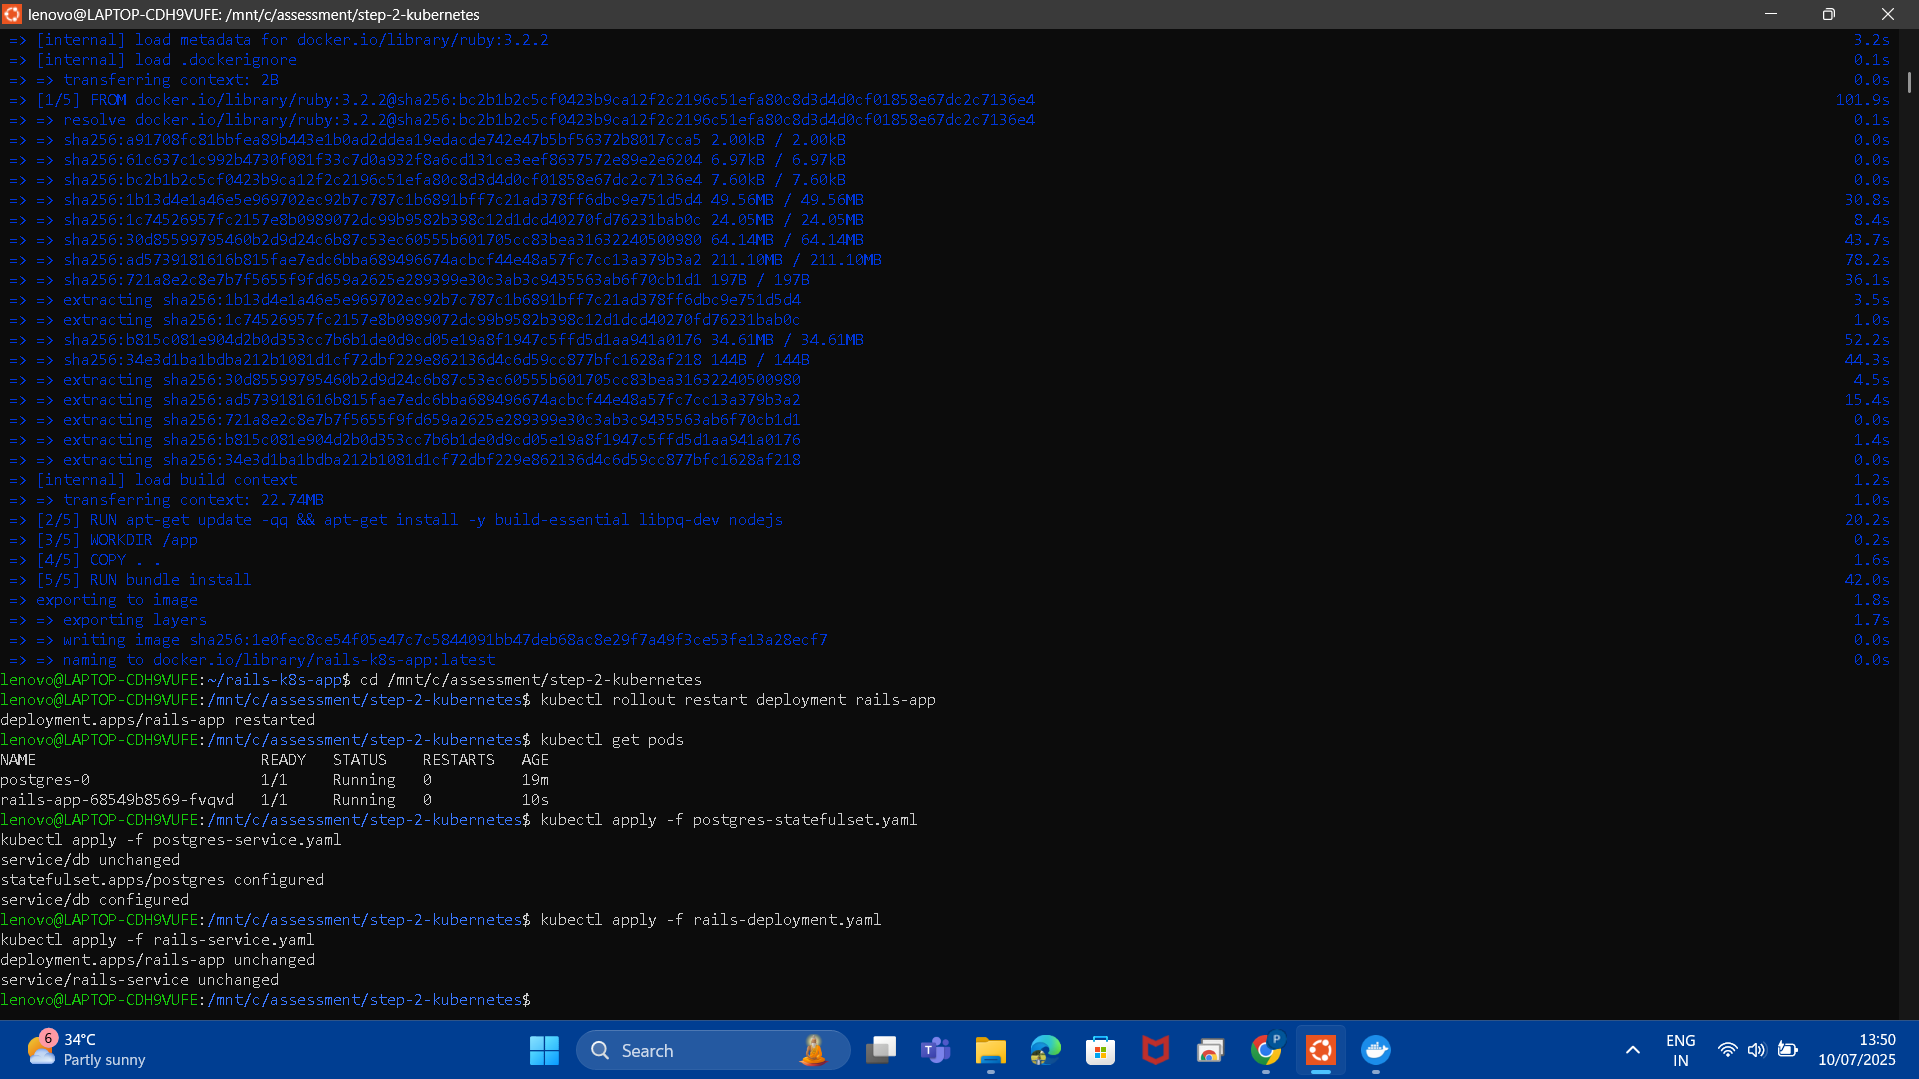 lenovo@LAPTOP-CDH9VUFE: /mnt/c/assessment/step-2-kubernetes
=> [internal] load metadata for docker.io/library/ruby:3.2.2 3.2s
=> [internal] load .dockerignore 0.1s
=> => transferring context: 2B 0.0s
=> [1/5] FROM docker.io/library/ruby:3.2.2@sha256:bc2b1b2c5cf0423b9ca12f2c2196c51efa80c8d3d4d0cf01858e67dc2c7136e4 101.9s
=> => resolve docker.io/library/ruby:3.2.2@sha256:bc2b1b2c5cf0423b9ca12f2c2196c51efa80c8d3d4d0cf01858e67dc2c7136e4 0.1s
=> => sha256:a91708fc81bbfea89b443e1b0ad2ddea19edacde742e47b5bf56372b8017cca5 2.00kB / 2.00kB 0.0s
=> => sha256:61c637c1c992b4730f081f33c7d0a932f8a6cd131ce3eef8637572e89e2e6204 6.97kB / 6.97kB 0.0s
=> => sha256:bc2b1b2c5cf0423b9ca12f2c2196c51efa80c8d3d4d0cf01858e67dc2c7136e4 7.60kB / 7.60kB 0.0s
=> => sha256:1b13d4e1a46e5e969702ec92b7c787c1b6891bff7c21ad378ff6dbc9e751d5d4 49.56MB / 49.56MB 30.8s
=> => sha256:1c74526957fc2157e8b0989072dc99b9582b398c12d1dcd40270fd76231bab0c 24.05MB / 24.05MB 8.4s
=> => sha256:30d85599795460b2d9d24c6b87c53ec60555b601705cc83bea31632240500980 64.14MB / 64.14MB 43.7s
=> => sha256:ad5739181616b815fae7edc6bba689496674acbcf44e48a57fc7cc13a379b3a2 211.10MB / 211.10MB 78.2s
=> => sha256:721a8e2c8e7b7f5655f9fd659a2625e289399e30c3ab3c9435563ab6f70cb1d1 197B / 197B 36.1s
=> => extracting sha256:1b13d4e1a46e5e969702ec92b7c787c1b6891bff7c21ad378ff6dbc9e751d5d4 3.5s
=> => extracting sha256:1c74526957fc2157e8b0989072dc99b9582b398c12d1dcd40270fd76231bab0c 1.0s
=> => sha256:b815c081e904d2b0d353cc7b6b1de0d9cd05e19a8f1947c5ffd5d1aa941a0176 34.61MB / 34.61MB 52.2s
=> => sha256:34e3d1ba1bdba212b1081d1cf72dbf229e862136d4c6d59cc877bfc1628af218 144B / 144B 44.3s
=> => extracting sha256:30d85599795460b2d9d24c6b87c53ec60555b601705cc83bea31632240500980 4.5s
=> => extracting sha256:ad5739181616b815fae7edc6bba689496674acbcf44e48a57fc7cc13a379b3a2 15.4s
=> => extracting sha256:721a8e2c8e7b7f5655f9fd659a2625e289399e30c3ab3c9435563ab6f70cb1d1 0.0s
=> => extracting sha256:b815c081e904d2b0d353cc7b6b1de0d9cd05e19a8f1947c5ffd5d1aa941a0176 1.4s
=> => extracting sha256:34e3d1ba1bdba212b1081d1cf72dbf229e862136d4c6d59cc877bfc1628af218 0.0s
=> [internal] load build context 1.2s
=> => transferring context: 22.74MB 1.0s
=> [2/5] RUN apt-get update -qq && apt-get install -y build-essential libpq-dev nodejs 20.2s
=> [3/5] WORKDIR /app 0.2s
=> [4/5] COPY . . 1.6s
=> [5/5] RUN bundle install 42.0s
=> exporting to image 1.8s
=> => exporting layers 1.7s
=> => writing image sha256:1e0fec8ce54f05e47c7c5844091bb47deb68ac8e29f7a49f3ce53fe13a28ecf7 0.0s
=> => naming to docker.io/library/rails-k8s-app:latest 0.0s
lenovo@LAPTOP-CDH9VUFE:~/rails-k8s-app$ cd /mnt/c/assessment/step-2-kubernetes
lenovo@LAPTOP-CDH9VUFE:/mnt/c/assessment/step-2-kubernetes$ kubectl rollout restart deployment rails-app
deployment.apps/rails-app restarted
lenovo@LAPTOP-CDH9VUFE:/mnt/c/assessment/step-2-kubernetes$ kubectl get pods
NAME READY STATUS RESTARTS AGE
postgres-0 1/1 Running 0 19m
rails-app-68549b8569-fvqvd 1/1 Running 0 10s
lenovo@LAPTOP-CDH9VUFE:/mnt/c/assessment/step-2-kubernetes$ kubectl apply -f postgres-statefulset.yaml
kubectl apply -f postgres-service.yaml
service/db unchanged
statefulset.apps/postgres configured
service/db configured
lenovo@LAPTOP-CDH9VUFE:/mnt/c/assessment/step-2-kubernetes$ kubectl apply -f rails-deployment.yaml
kubectl apply -f rails-service.yaml
deployment.apps/rails-app unchanged
service/rails-service unchanged
lenovo@LAPTOP-CDH9VUFE:/mnt/c/assessment/step-2-kubernetes$
6
34°C
Partly sunny
Search
P
ENG
IN
13:50
10/07/2025